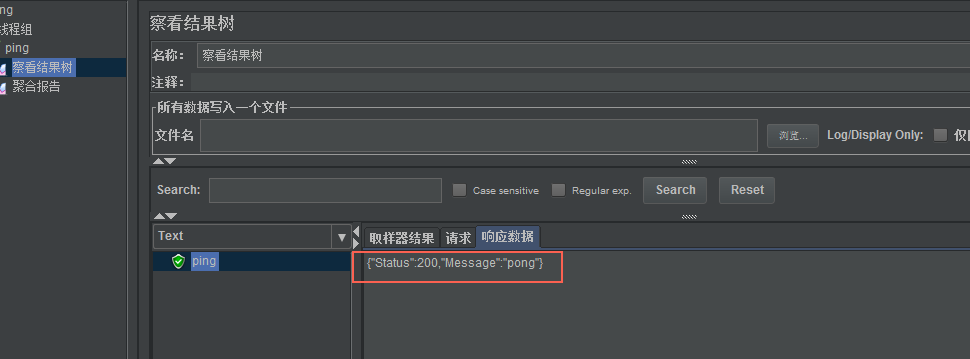 ng
线程组
ping
察看结果树
聚合报告
察看结果树
名称： 察看结果树
注释：
所有数据写入一个文件
文件名 浏览... Log/Display Only: 仅
Search: Case sensitive Regular exp. Search Reset
Text
取样器结果 请求 响应数据
ping
{"Status":200,"Message":"pong"}